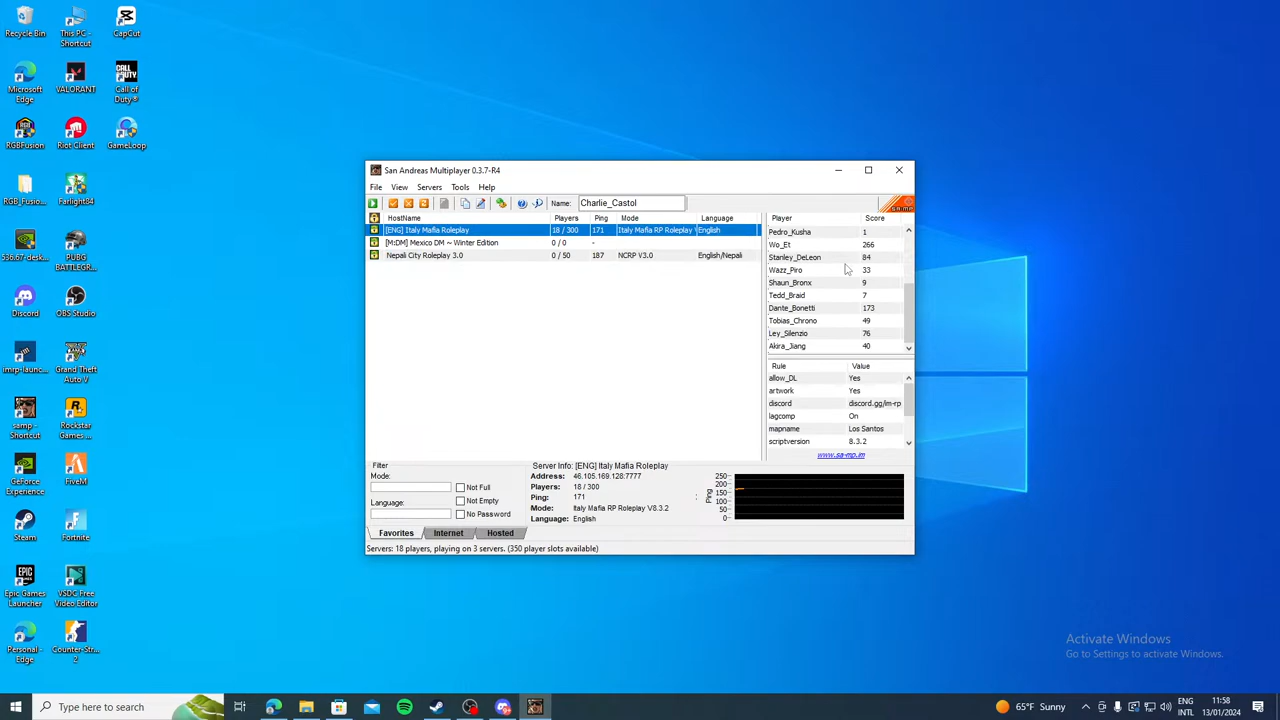 Recycle Bin
This PC - Shortcut
CapCut
Microsoft Edge
VALORANT
Call of Duty®
RGBFusion
Riot Client
GameLoop
RGB_Fusio...
Farlight84
536.67-desk...
PUBG BATTLEGR...
Discord
OBS Studio
imrp-launc...
Grand Theft Auto V
samp - Shortcut
Rockstar Games ...
GeForce Experience
FiveM
Steam
Fortnite
Epic Games Launcher
VSDC Free Video Editor
Personal - Edge
Counter-Str... 2
San Andreas Multiplayer 0.3.7-R4
File View Servers Tools Help
Name: Charlie_Castol
HostName Players Ping Mode Language
[ENG] Italy Mafia Roleplay 18 / 300 171 Italy Mafia RP Roleplay English
[M:DM] Mexico DM ~ Winter Edition 0 / 0 -
Nepali City Roleplay 3.0 0 / 50 187 NCRP V3.0 English/Nepali
Player Score
Pedro_Kusha 1
Wo_Et 266
Stanley_DeLeon 84
Wazz_Piro 33
Shaun_Bronx 9
Tedd_Braid 7
Dante_Bonetti 173
Tobias_Chrono 49
Ley_Silenzio 76
Akira_Jiang 40
Rule Value
allow_DL Yes
artwork Yes
discord discord.gg/im-rp
lagcomp On
mapname Los Santos
scriptversion 8.3.2
www.sa-mp.im
Filter
Mode:
Language:
Not Full
Not Empty
No Password
Server Info: [ENG] Italy Mafia Roleplay
Address: 46.105.169.128:7777
Players: 18 / 300
Ping: 171
Mode: Italy Mafia RP Roleplay V8.3.2
Language: English
Ping
250
200
150
100
50
0
Favorites Internet Hosted
Servers: 18 players, playing on 3 servers. (350 player slots available)
Activate Windows
Go to Settings to activate Windows.
Type here to search
65°F Sunny
ENG
INTL
11:58
13/01/2024